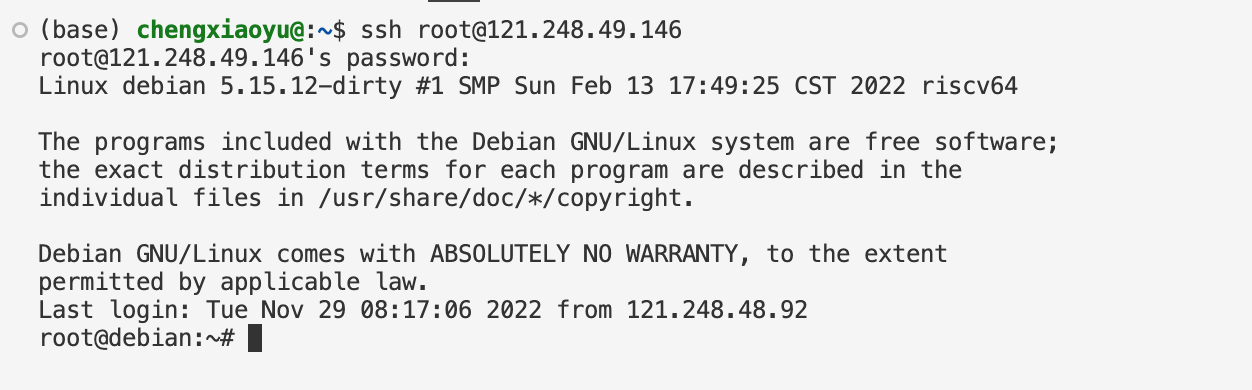 (base) chengxiaoyu@:~$ ssh root@121.248.49.146
root@121.248.49.146's password:
Linux debian 5.15.12-dirty #1 SMP Sun Feb 13 17:49:25 CST 2022 riscv64
The programs included with the Debian GNU/Linux system are free software;
the exact distribution terms for each program are described in the
individual files in /usr/share/doc/*/copyright.
Debian GNU/Linux comes with ABSOLUTELY NO WARRANTY, to the extent
permitted by applicable law.
Last login: Tue Nov 29 08:17:06 2022 from 121.248.48.92
root@debian:~#